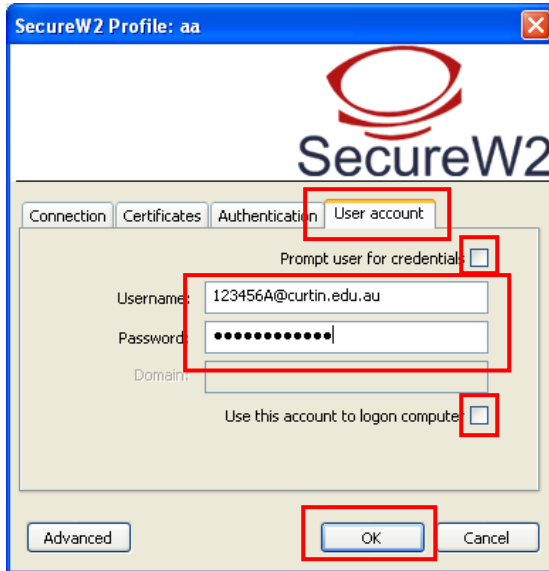 SecureW2 Profile: aa
SecureW2
Connection Certificates Authentication User account
Prompt user for credentials
Username: 123456A@curtin.edu.au
Password: ●●●●●●●●●●●●
Domain:
Use this account to logon computer
Advanced OK Cancel